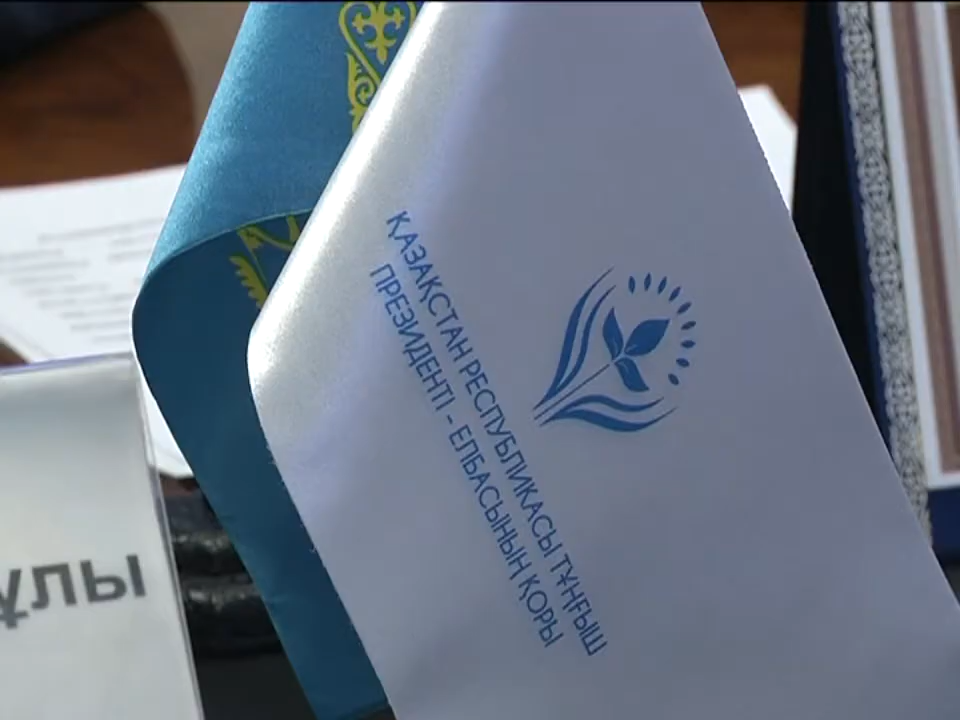 ҚАЗАҚСТАН РЕСПУБЛИКАСЫ ТҰҢҒЫШ
ПРЕЗИДЕНТІ - ЕЛБАСЫНЫҢ ҚОРЫ
ұлы